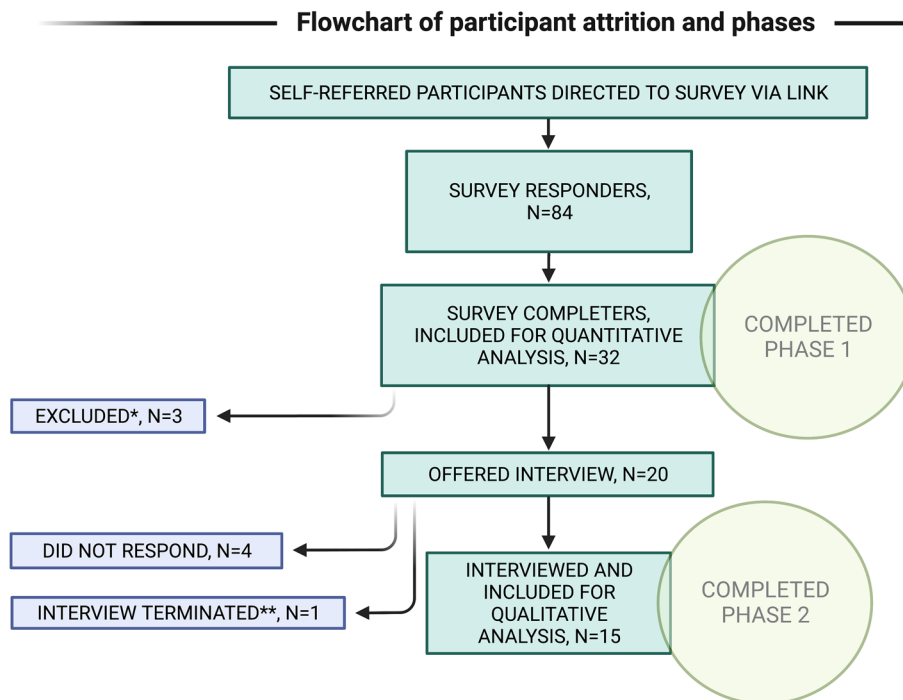 Flowchart of participant attrition and phases
SELF-REFERRED PARTICIPANTS DIRECTED TO SURVEY VIA LINK
SURVEY RESPONDERS,
N=84
SURVEY COMPLETERS,
INCLUDED FOR QUANTITATIVE
ANALYSIS, N=32
COMPLETED
PHASE 1
EXCLUDED*, N=3
OFFERED INTERVIEW, N=20
DID NOT RESPOND, N=4
INTERVIEW TERMINATED**, N=1
INTERVIEWED AND
INCLUDED FOR
QUALITATIVE
ANALYSIS, N=15
COMPLETED
PHASE 2